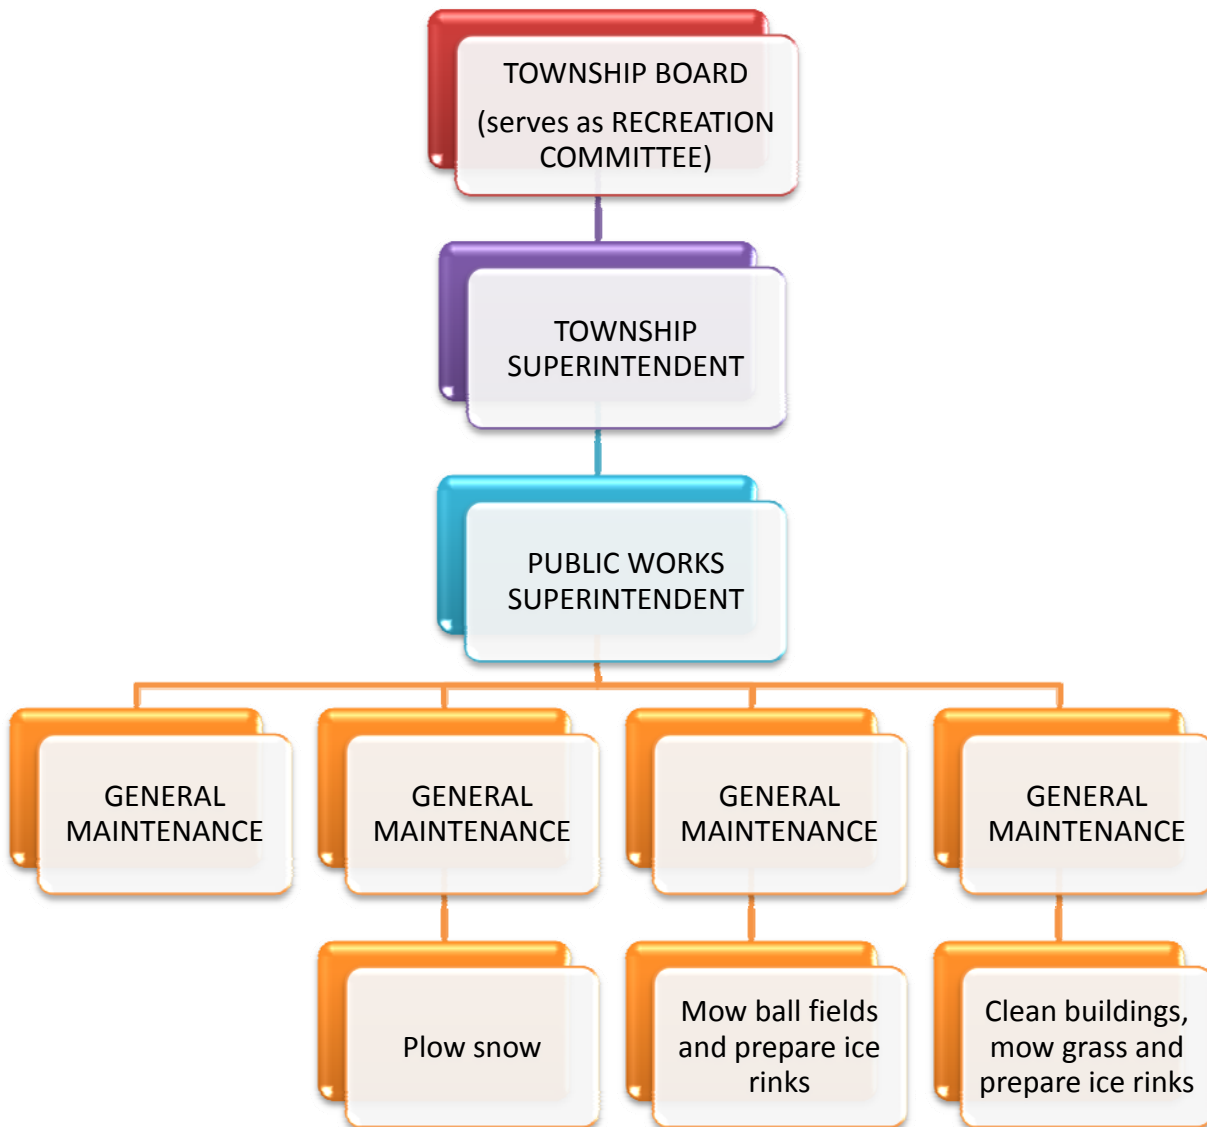 TOWNSHIP BOARD
(serves as RECREATION
COMMITTEE)
TOWNSHIP
SUPERINTENDENT
PUBLIC WORKS
SUPERINTENDENT
GENERAL
MAINTENANCE
GENERAL
MAINTENANCE
GENERAL
MAINTENANCE
GENERAL
MAINTENANCE
Plow snow
Mow ball fields
and prepare ice
rinks
Clean buildings,
mow grass and
prepare ice rinks